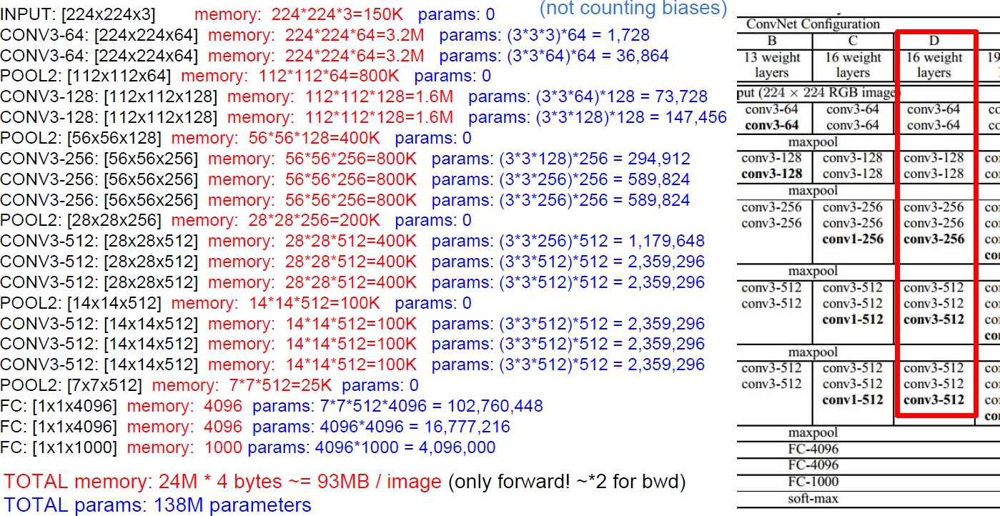 INPUT: [224x224x3] memory: 224*224*3=150K params: 0 (not counting biases)
CONV3-64: [224x224x64] memory: 224*224*64=3.2M params: (3*3*3)*64 = 1,728
CONV3-64: [224x224x64] memory: 224*224*64=3.2M params: (3*3*64)*64 = 36,864
POOL2: [112x112x64] memory: 112*112*64=800K params: 0
CONV3-128: [112x112x128] memory: 112*112*128=1.6M params: (3*3*64)*128 = 73,728
CONV3-128: [112x112x128] memory: 112*112*128=1.6M params: (3*3*128)*128 = 147,456
POOL2: [56x56x128] memory: 56*56*128=400K params: 0
CONV3-256: [56x56x256] memory: 56*56*256=800K params: (3*3*128)*256 = 294,912
CONV3-256: [56x56x256] memory: 56*56*256=800K params: (3*3*256)*256 = 589,824
CONV3-256: [56x56x256] memory: 56*56*256=800K params: (3*3*256)*256 = 589,824
POOL2: [28x28x256] memory: 28*28*256=200K params: 0
CONV3-512: [28x28x512] memory: 28*28*512=400K params: (3*3*256)*512 = 1,179,648
CONV3-512: [28x28x512] memory: 28*28*512=400K params: (3*3*512)*512 = 2,359,296
CONV3-512: [28x28x512] memory: 28*28*512=400K params: (3*3*512)*512 = 2,359,296
POOL2: [14x14x512] memory: 14*14*512=100K params: 0
CONV3-512: [14x14x512] memory: 14*14*512=100K params: (3*3*512)*512 = 2,359,296
CONV3-512: [14x14x512] memory: 14*14*512=100K params: (3*3*512)*512 = 2,359,296
CONV3-512: [14x14x512] memory: 14*14*512=100K params: (3*3*512)*512 = 2,359,296
POOL2: [7x7x512] memory: 7*7*512=25K params: 0
FC: [1x1x4096] memory: 4096 params: 7*7*512*4096 = 102,760,448
FC: [1x1x4096] memory: 4096 params: 4096*4096 = 16,777,216
FC: [1x1x1000] memory: 1000 params: 4096*1000 = 4,096,000
TOTAL memory: 24M * 4 bytes ~= 93MB / image (only forward! ~*2 for bwd)
TOTAL params: 138M parameters
ConvNet Configuration
B C D
13 weight 16 weight 16 weight 19
layers layers layers
put (224 × 224 RGB image)
conv3-64 conv3-64 conv3-64
conv3-64 conv3-64 conv3-64
maxpool
conv3-128 conv3-128 conv3-128
conv3-128 conv3-128 conv3-128
maxpool
conv3-256 conv3-256 conv3-256
conv3-256 conv3-256 conv3-256
conv1-256 conv3-256
maxpool
conv3-512 conv3-512 conv3-512
conv3-512 conv3-512 conv3-512
conv1-512 conv3-512
maxpool
conv3-512 conv3-512 conv3-512
conv3-512 conv3-512 conv3-512
conv1-512 conv3-512
maxpool
FC-4096
FC-4096
FC-1000
soft-max